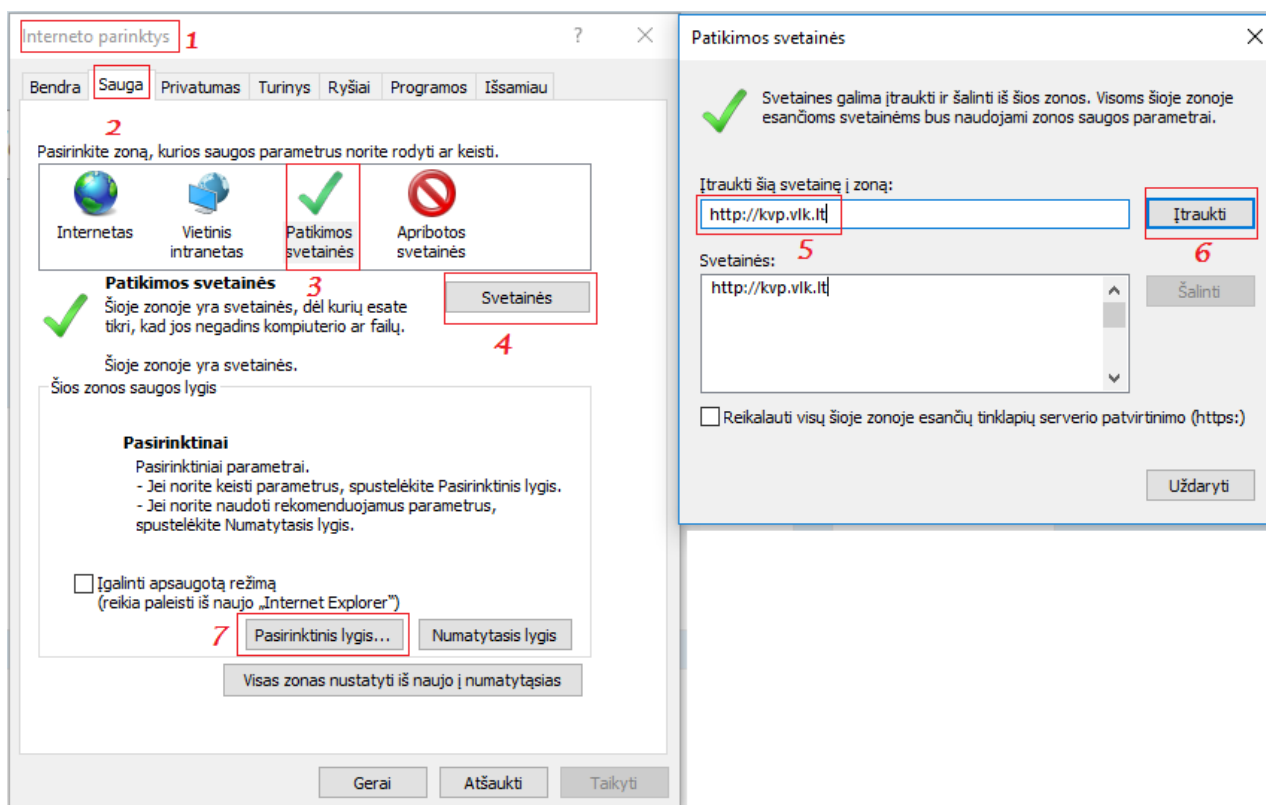 Interneto parinktys 1
Bendra Sauga Privatumas Turinys Ryšiai Programos Išsamiau
2
Pasirinkite zoną, kurios saugos parametrus norite rodyti ar keisti.
Internetas
Vietinis
intranetas
Patikimos
svetainės
Apribotos
svetainės
3
Patikimos svetainės
Šioje zonoje yra svetainės, dėl kurių esate
tikri, kad jos negadins kompiuterio ar failų.
Šioje zonoje yra svetainės.
Svetainės
4
Šios zonos saugos lygis
Pasirinktinai
Pasirinktiniai parametrai.
- Jei norite keisti parametrus, spustelėkite Pasirinktinis lygis.
- Jei norite naudoti rekomenduojamus parametrus,
spustelėkite Numatytasis lygis.
Įgalinti apsaugotą režimą
(reikia paleisti iš naujo „Internet Explorer“)
7 Pasirinktinis lygis... Numatytasis lygis
Visas zonas nustatyti iš naujo į numatytąsias
Gerai Atšaukti Taikyti
Patikimos svetainės
Svetaines galima įtraukti ir šalinti iš šios zonos. Visoms šioje zonoje
esančioms svetainėms bus naudojami zonos saugos parametrai.
Įtraukti šią svetainę į zoną:
http://kvp.vlk.lt Įtraukti
5 6
Svetainės:
http://kvp.vlk.lt Šalinti
Reikalauti visų šioje zonoje esančių tinklapių serverio patvirtinimo (https:)
Uždaryti